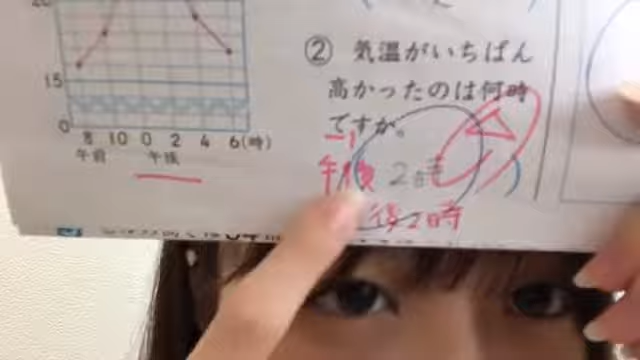 20
15
0
8 10 0 2 4 6(時)
午前 午後
② 気温がいちばん
高かったのは何時
ですか。
-1
午後 2時 )
後2時